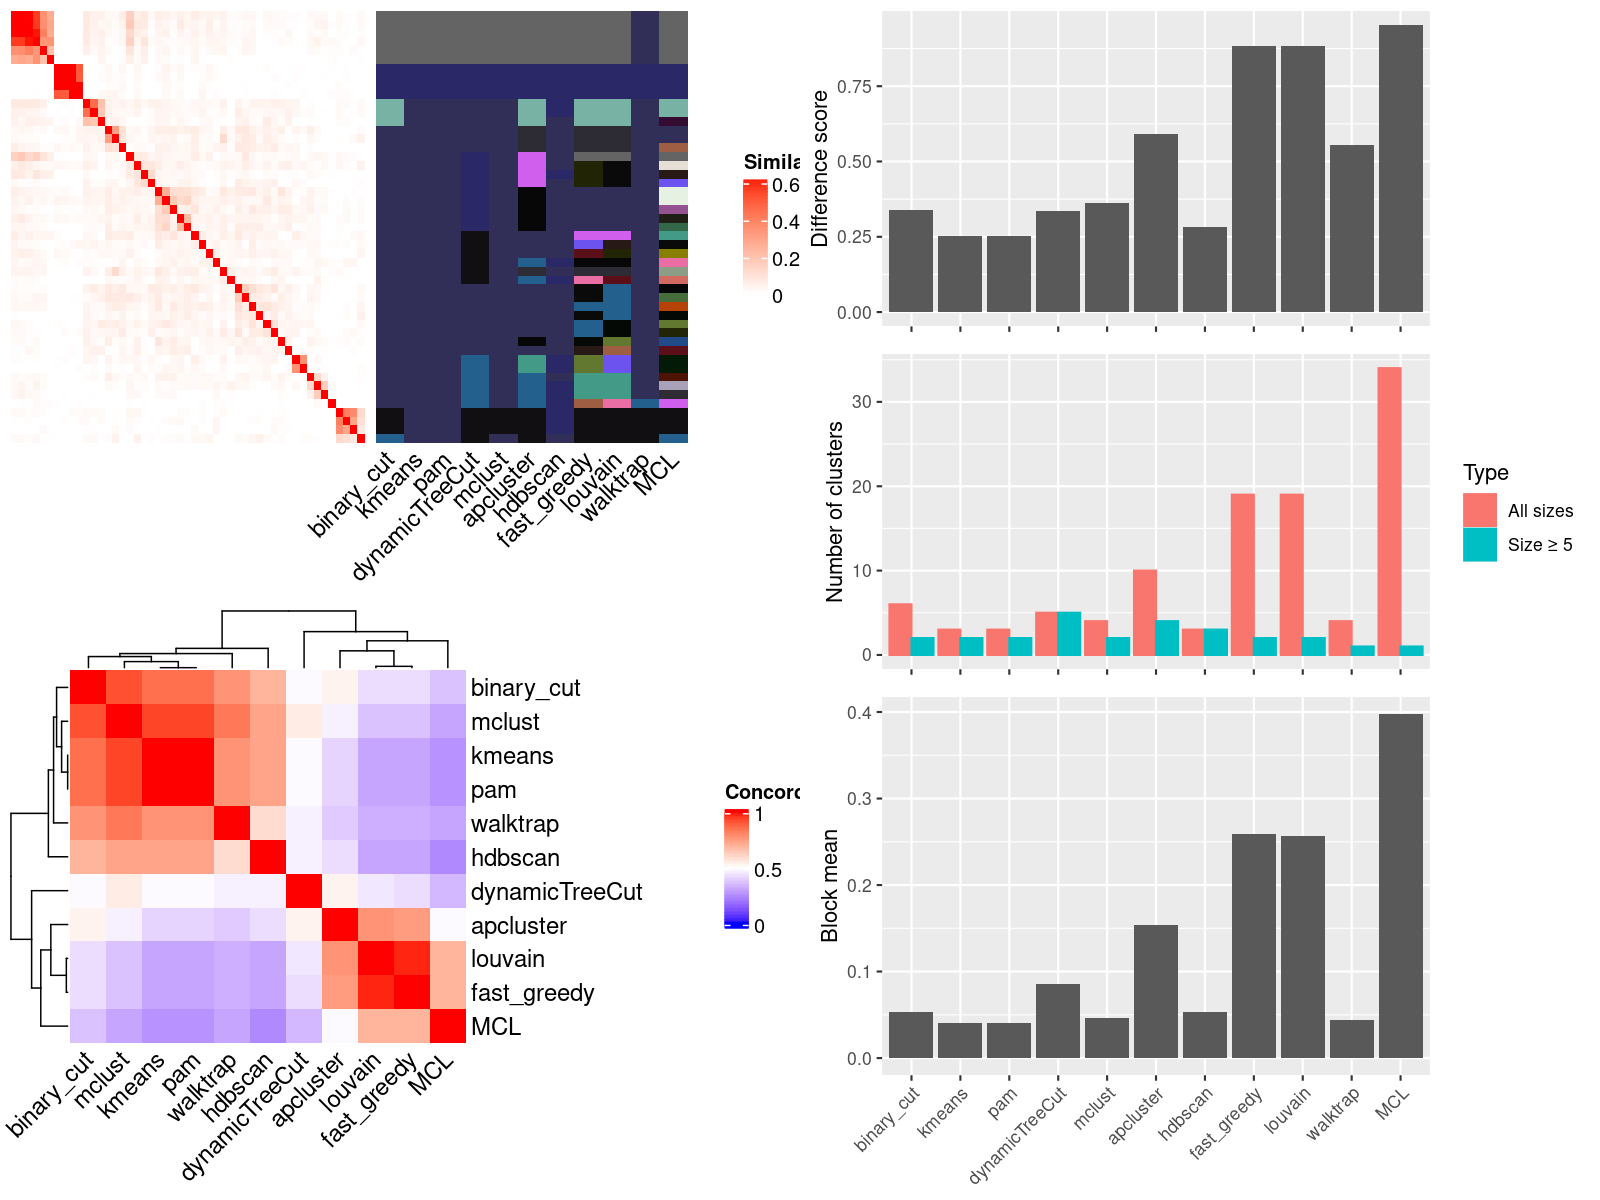 Simila
0.6
0.4
0.2
0
binary_cut
kmeans
pam
dynamicTreeCut
mclust
apcluster
hdbscan
fast_greedy
louvain
walktrap
MCL
Concord
1
0.5
0
binary_cut
mclust
kmeans
pam
walktrap
hdbscan
dynamicTreeCut
apcluster
louvain
fast_greedy
MCL
binary_cut
mclust
kmeans
pam
walktrap
hdbscan
dynamicTreeCut
apcluster
louvain
fast_greedy
MCL
Difference score
0.75
0.50
0.25
0.00
Number of clusters
30
20
10
0
Type
All sizes
Size ≥ 5
Block mean
0.4
0.3
0.2
0.1
0.0
binary_cut
kmeans
pam
dynamicTreeCut
mclust
apcluster
hdbscan
fast_greedy
louvain
walktrap
MCL